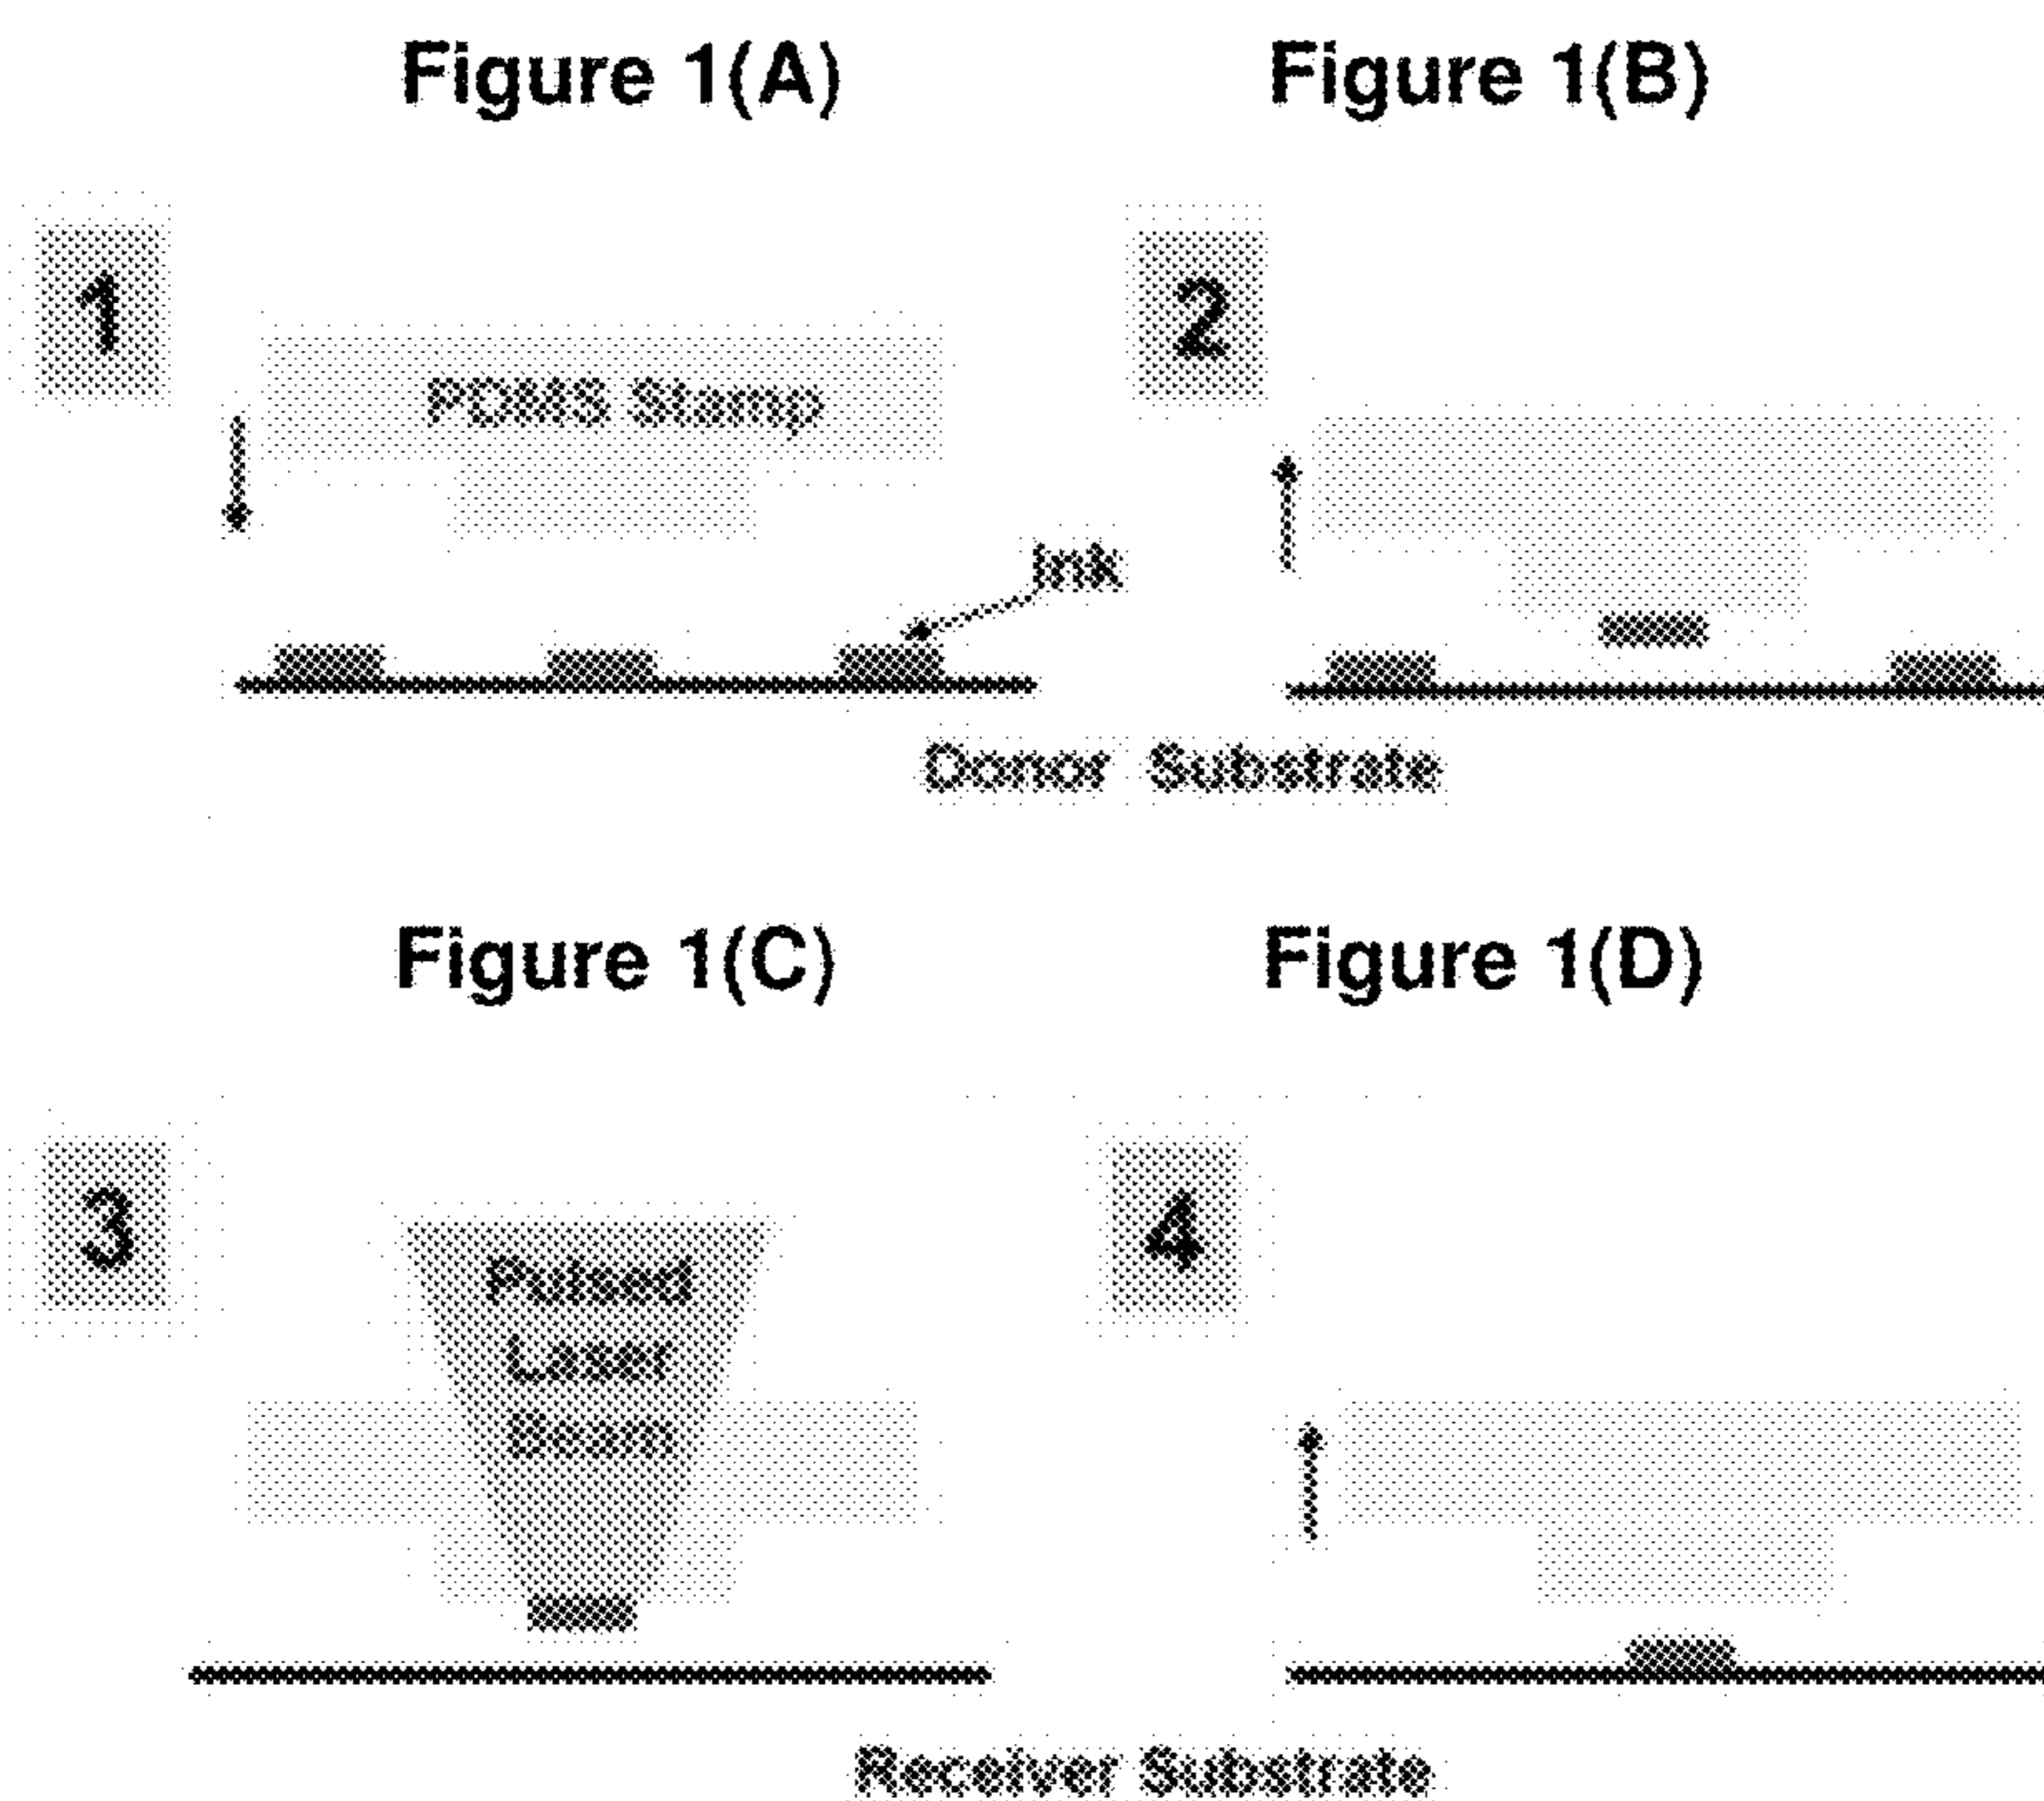 Figure 1(A)
Figure 1(B)
1
2
PDMS Stamp
Ink
Donor Substrate
Figure 1(C)
Figure 1(D)
3
4
Pulsed
Laser
Beam
Receiver Substrate